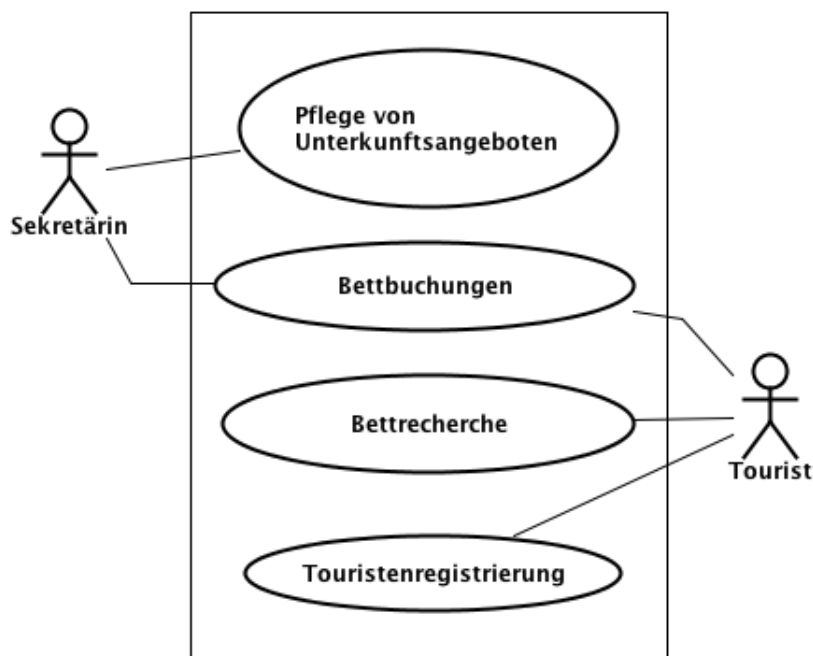 Pflege von
Unterkunftsangeboten
Sekretärin
Bettbuchungen
Bettrecherche
Tourist
Touristenregistrierung